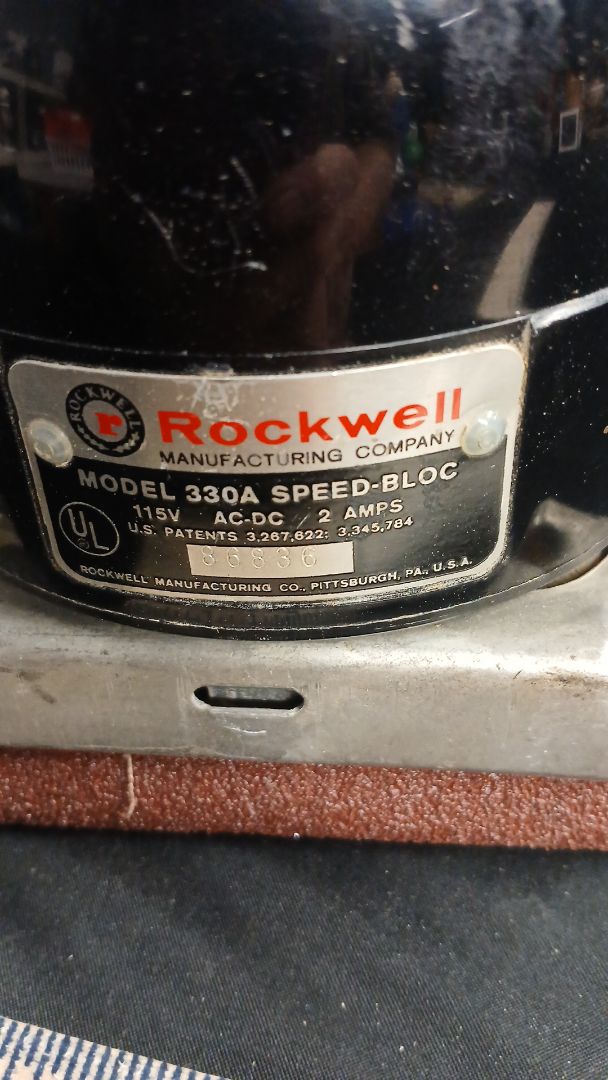 ROCKWELL
r
Rockwell
MANUFACTURING COMPANY
MODEL 330A SPEED-BLOC
115V AC-DC 2 AMPS
UL
U.S. PATENTS 3,267,622; 3,345,784
86836
ROCKWELL MANUFACTURING CO., PITTSBURGH, PA., U.S.A.